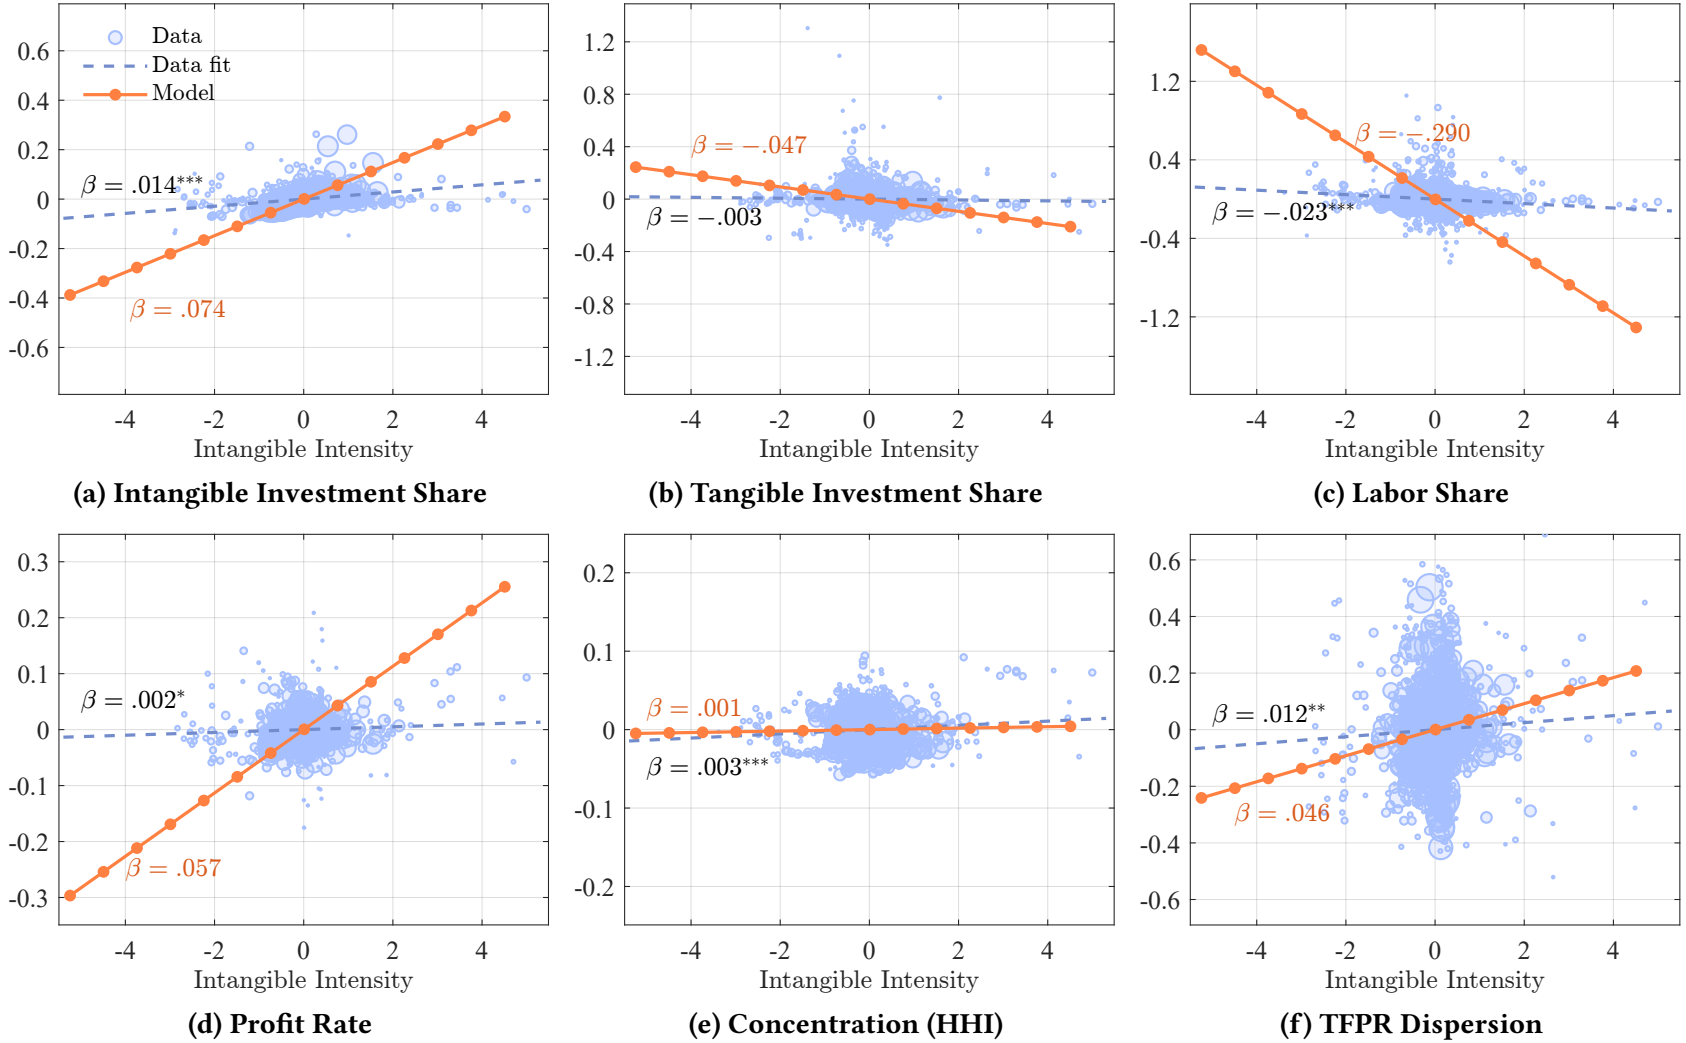 Data
Data fit
Model
0.6
0.4
0.2
0
-0.2
-0.4
-0.6
β = .014***
β = .074
-4 -2 0 2 4
Intangible Intensity
(a) Intangible Investment Share
1.2
0.8
0.4
0
-0.4
-0.8
-1.2
β = −.047
β = −.003
-4 -2 0 2 4
Intangible Intensity
(b) Tangible Investment Share
1.2
0.4
-0.4
-1.2
β = −.290
β = −.023***
-4 -2 0 2 4
Intangible Intensity
(c) Labor Share
0.3
0.2
0.1
0
-0.1
-0.2
-0.3
β = .002*
β = .057
-4 -2 0 2 4
Intangible Intensity
(d) Profit Rate
0.2
0.1
0
-0.1
-0.2
β = .001
β = .003***
-4 -2 0 2 4
Intangible Intensity
(e) Concentration (HHI)
0.6
0.4
0.2
0
-0.2
-0.4
-0.6
β = .012**
β = .046
-4 -2 0 2 4
Intangible Intensity
(f) TFPR Dispersion